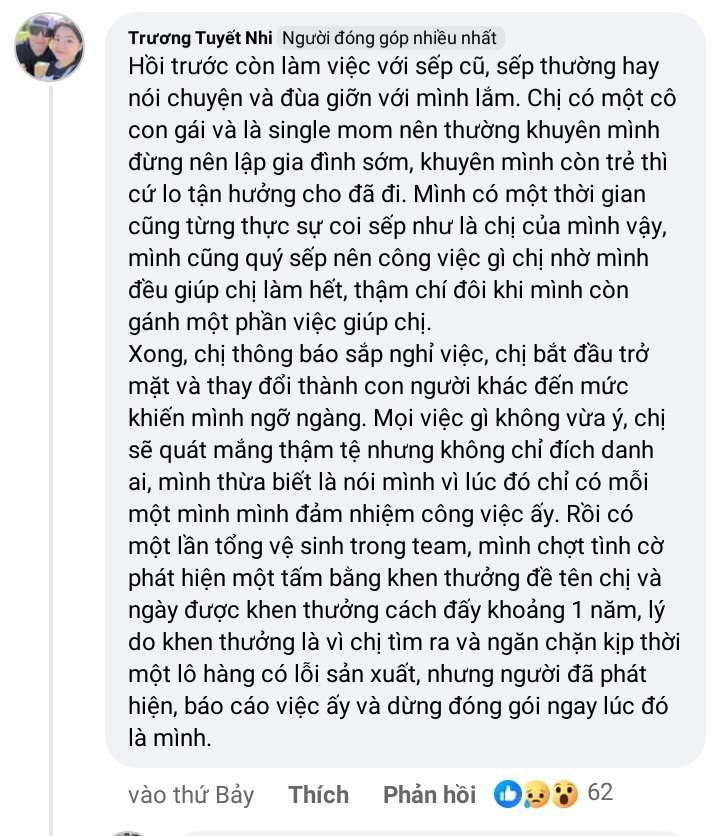 Trương Tuyết Nhi Người đóng góp nhiều nhất
Hồi trước còn làm việc với sếp cũ, sếp thường hay
nói chuyện và đùa giỡn với mình lắm. Chị có một cô
con gái và là single mom nên thường khuyên mình
đừng nên lập gia đình sớm, khuyên mình còn trẻ thì
cứ lo tận hưởng cho đã đi. Mình có một thời gian
cũng từng thực sự coi sếp như là chị của mình vậy,
mình cũng quý sếp nên công việc gì chị nhờ mình
đều giúp chị làm hết, thậm chí đôi khi mình còn
gánh một phần việc giúp chị.
Xong, chị thông báo sắp nghỉ việc, chị bắt đầu trở
mặt và thay đổi thành con người khác đến mức
khiến mình ngỡ ngàng. Mọi việc gì không vừa ý, chị
sẽ quát mắng thậm tệ nhưng không chỉ đích danh
ai, mình thừa biết là nói mình vì lúc đó chỉ có mỗi
một mình mình đảm nhiệm công việc ấy. Rồi có
một lần tổng vệ sinh trong team, mình chợt tình cờ
phát hiện một tấm bằng khen thưởng đề tên chị và
ngày được khen thưởng cách đấy khoảng 1 năm, lý
do khen thưởng là vì chị tìm ra và ngăn chặn kịp thời
một lô hàng có lỗi sản xuất, nhưng người đã phát
hiện, báo cáo việc ấy và dừng đóng gói ngay lúc đó
là mình.
vào thứ Bảy Thích Phản hồi 62